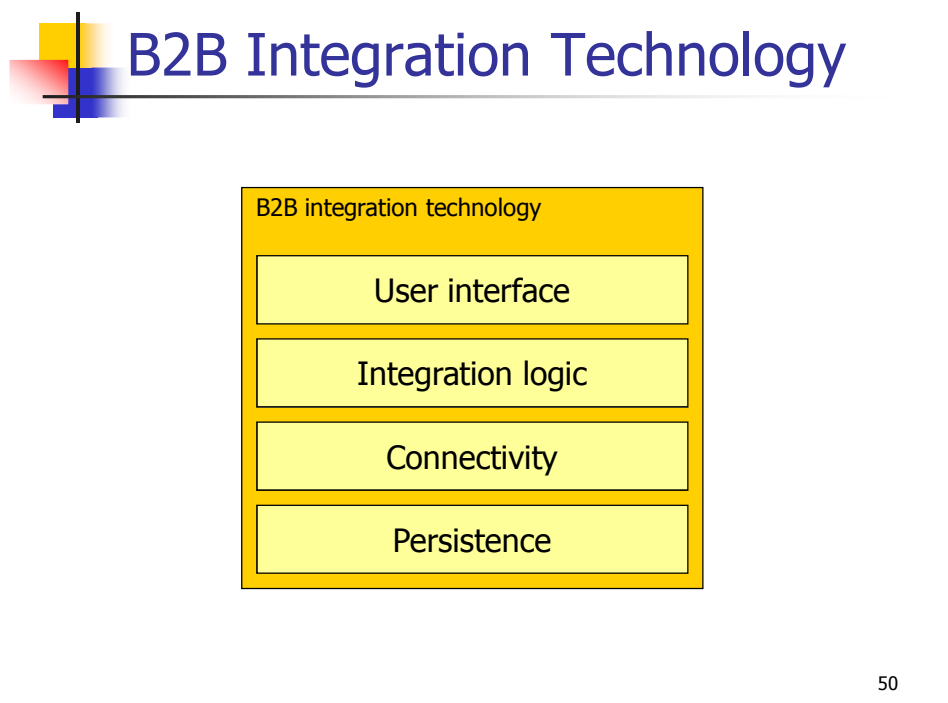 B2B Integration Technology
B2B integration technology
User interface
Integration logic
Connectivity
Persistence
50